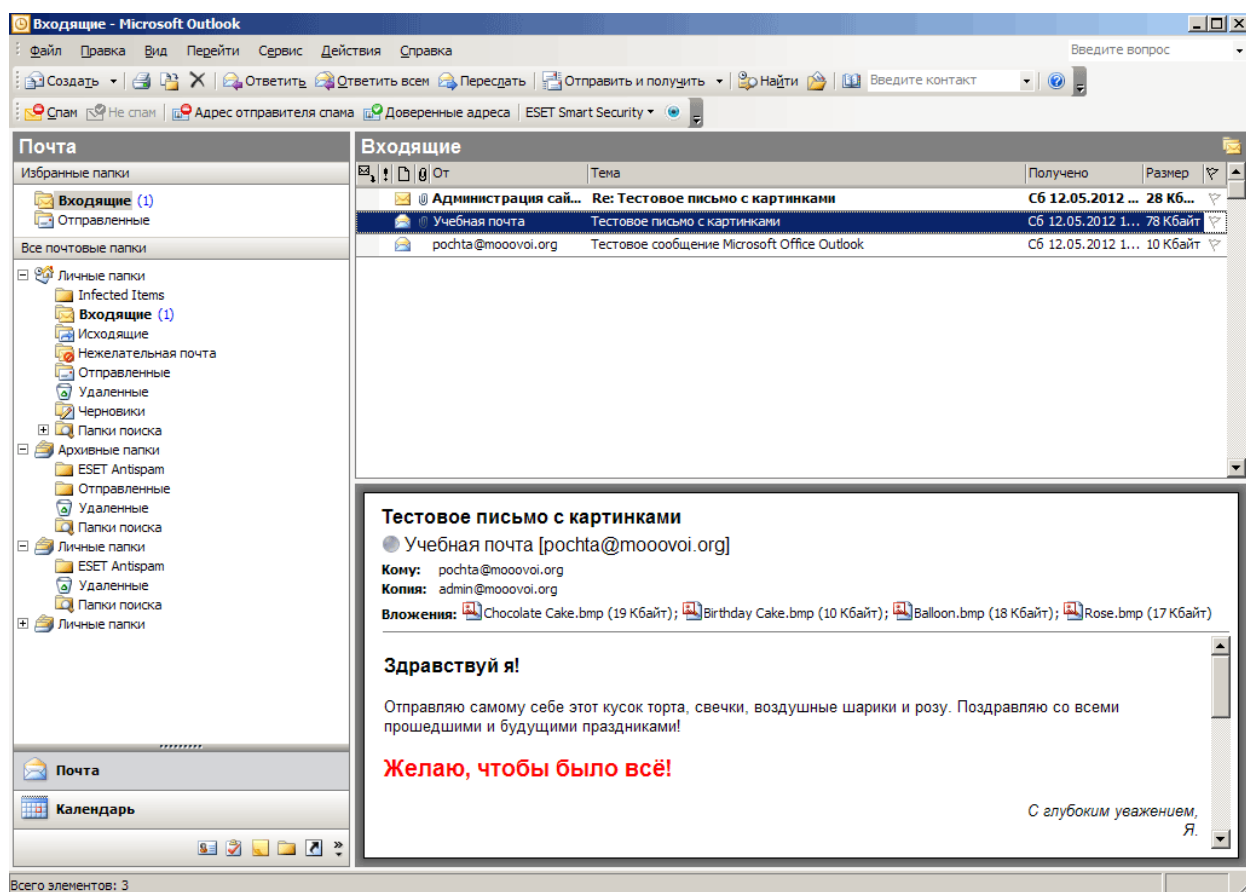 Входящие - Microsoft Outlook
Файл Правка Вид Перейти Сервис Действия Справка Введите вопрос
Создать Ответить Ответить всем Переслать Отправить и получить Найти Введите контакт
Спам Не спам Адрес отправителя спама Доверенные адреса ESET Smart Security
Почта
Избранные папки
Входящие (1)
Отправленные
Все почтовые папки
Личные папки
Infected Items
Входящие (1)
Исходящие
Нежелательная почта
Отправленные
Удаленные
Черновики
Папки поиска
Архивные папки
ESET Antispam
Отправленные
Удаленные
Папки поиска
Личные папки
ESET Antispam
Удаленные
Папки поиска
Личные папки
Почта
Календарь
Входящие
От Тема Получено Размер
Администрация сай... Re: Тестовое письмо с картинками Сб 12.05.2012 ... 28 Кб...
Учебная почта Тестовое письмо с картинками Сб 12.05.2012 1... 78 Кбайт
pochta@mooovoi.org Тестовое сообщение Microsoft Office Outlook Сб 12.05.2012 1... 10 Кбайт
Тестовое письмо с картинками
Учебная почта [pochta@mooovoi.org]
Кому: pochta@mooovoi.org
Копия: admin@mooovoi.org
Вложения: Chocolate Cake.bmp (19 Кбайт); Birthday Cake.bmp (10 Кбайт); Balloon.bmp (18 Кбайт); Rose.bmp (17 Кбайт)
Здравствуй я!
Отправляю самому себе этот кусок торта, свечки, воздушные шарики и розу. Поздравляю со всеми
прошедшими и будущими праздниками!
Желаю, чтобы было всё!
С глубоким уважением,
Я.
Всего элементов: 3